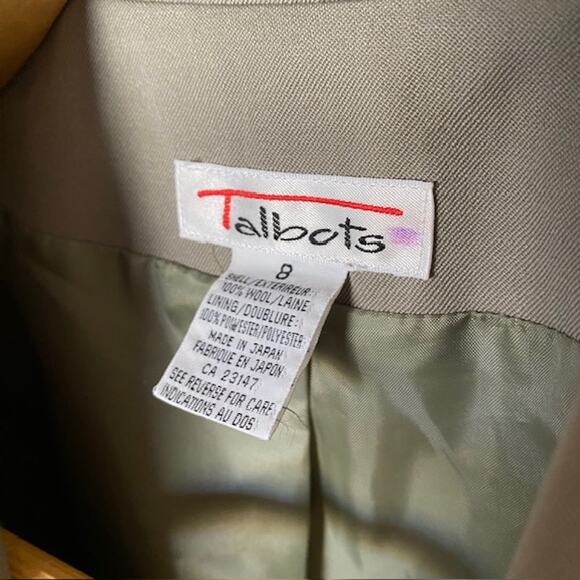 Talbots
8
SHELL/EXTERIEUR:
100% WOOL/LAINE
LINING/DOUBLURE:
100% POLYESTER/POLYESTER
MADE IN JAPAN
FABRIQUE EN JAPON
CA 23147
SEE REVERSE FOR CARE
INDICATIONS AU DOS